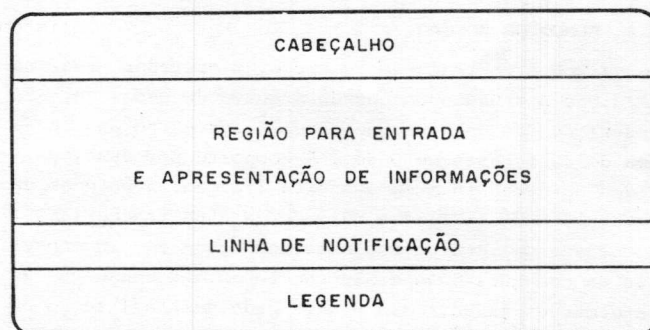 CABEÇALHO
REGIÃO PARA ENTRADA
E APRESENTAÇÃO DE INFORMAÇÕES
LINHA DE NOTIFICAÇÃO
LEGENDA